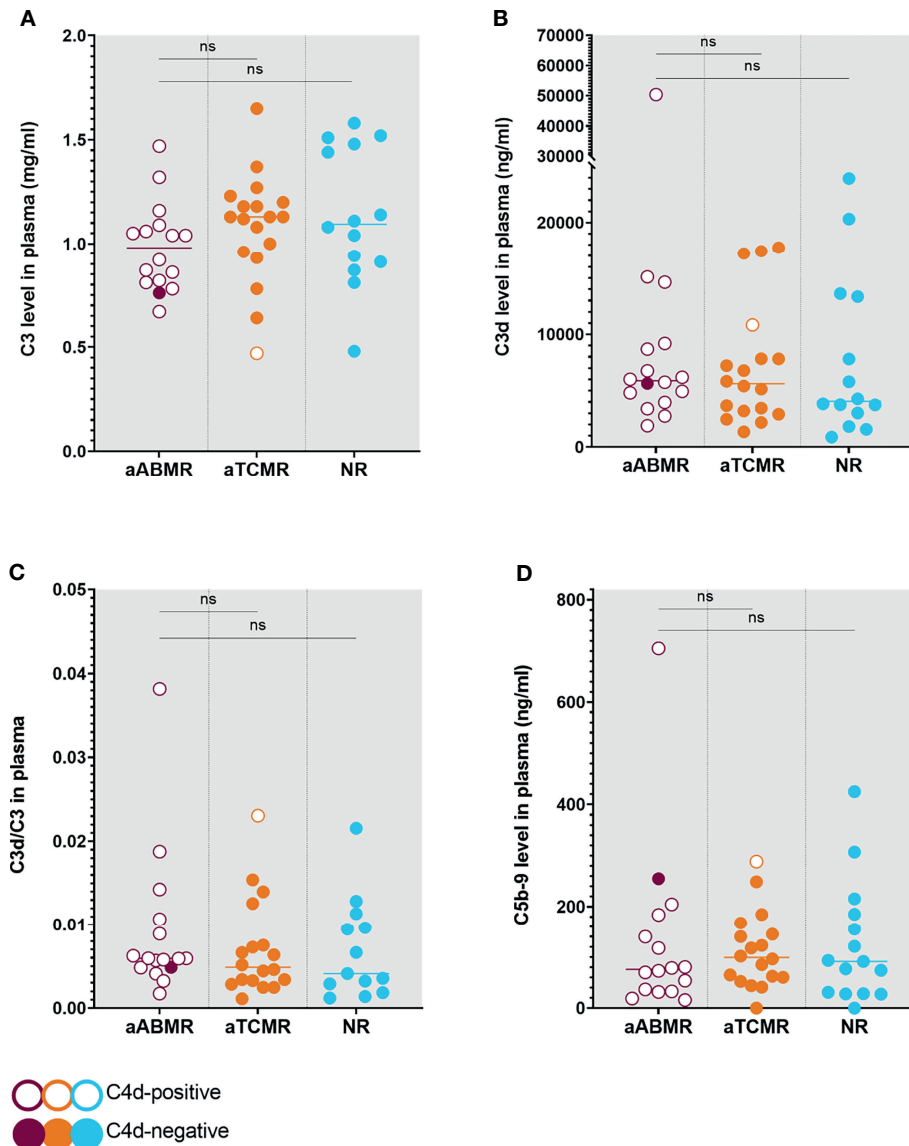 A
C3 level in plasma (mg/ml)
2.0
1.5
1.0
0.5
0.0
ns
ns
aABMR aTCMR NR
B
C3d level in plasma (ng/ml)
70000
60000
50000
40000
30000
20000
10000
0
ns
ns
aABMR aTCMR NR
C
C3d/C3 in plasma
0.05
0.04
0.03
0.02
0.01
0.00
ns
ns
aABMR aTCMR NR
D
C5b-9 level in plasma (ng/ml)
800
600
400
200
0
ns
ns
aABMR aTCMR NR
C4d-positive
C4d-negative